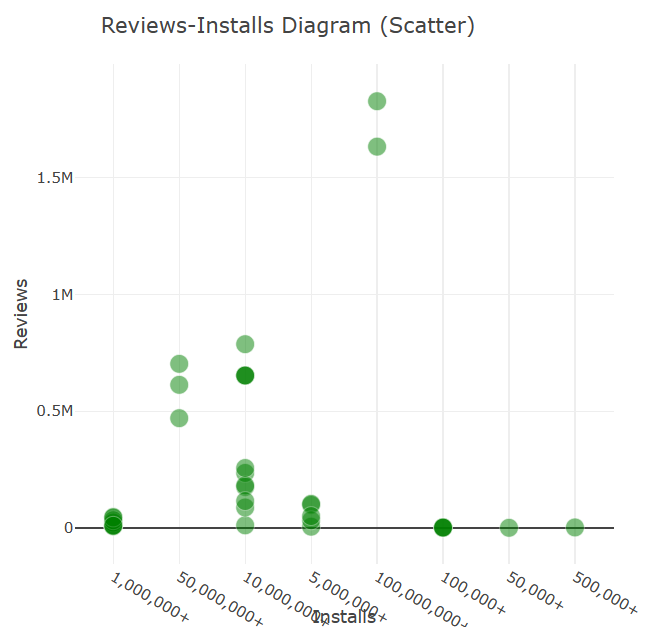 Reviews-Installs Diagram (Scatter)
1.5M
1M
0.5M
0
Reviews
1,000,000+
50,000,000+
10,000,000+
5,000,000+
100,000,000+
100,000+
50,000+
500,000+
Installs